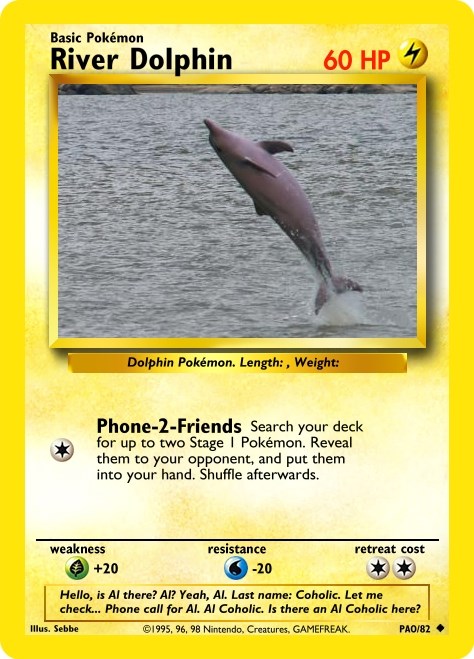 Basic Pokémon
River Dolphin 60 HP
Dolphin Pokémon. Length: , Weight:
Phone-2-Friends Search your deck
for up to two Stage 1 Pokémon. Reveal
them to your opponent, and put them
into your hand. Shuffle afterwards.
weakness resistance retreat cost
+20 -20
Hello, is Al there? Al? Yeah, Al. Last name: Coholic. Let me
check... Phone call for Al. Al Coholic. Is there an Al Coholic here?
Illus. Sebbe ©1995, 96, 98 Nintendo, Creatures, GAMEFREAK. PAO/82